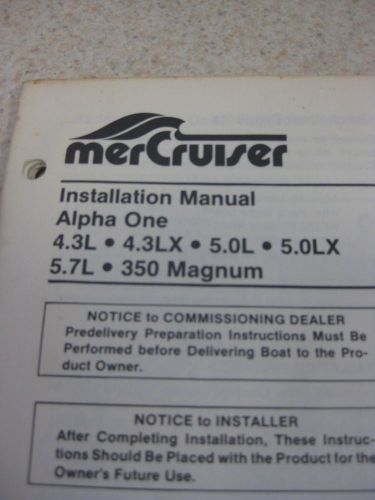 merCruiser
Installation Manual
Alpha One
4.3L • 4.3LX • 5.0L • 5.0LX
5.7L • 350 Magnum
NOTICE to COMMISSIONING DEALER
Predelivery Preparation Instructions Must Be
Performed before Delivering Boat to the Pro-
duct Owner.
NOTICE to INSTALLER
After Completing Installation, These Instruc-
tions Should Be Placed with the Product for the
Owner's Future Use.